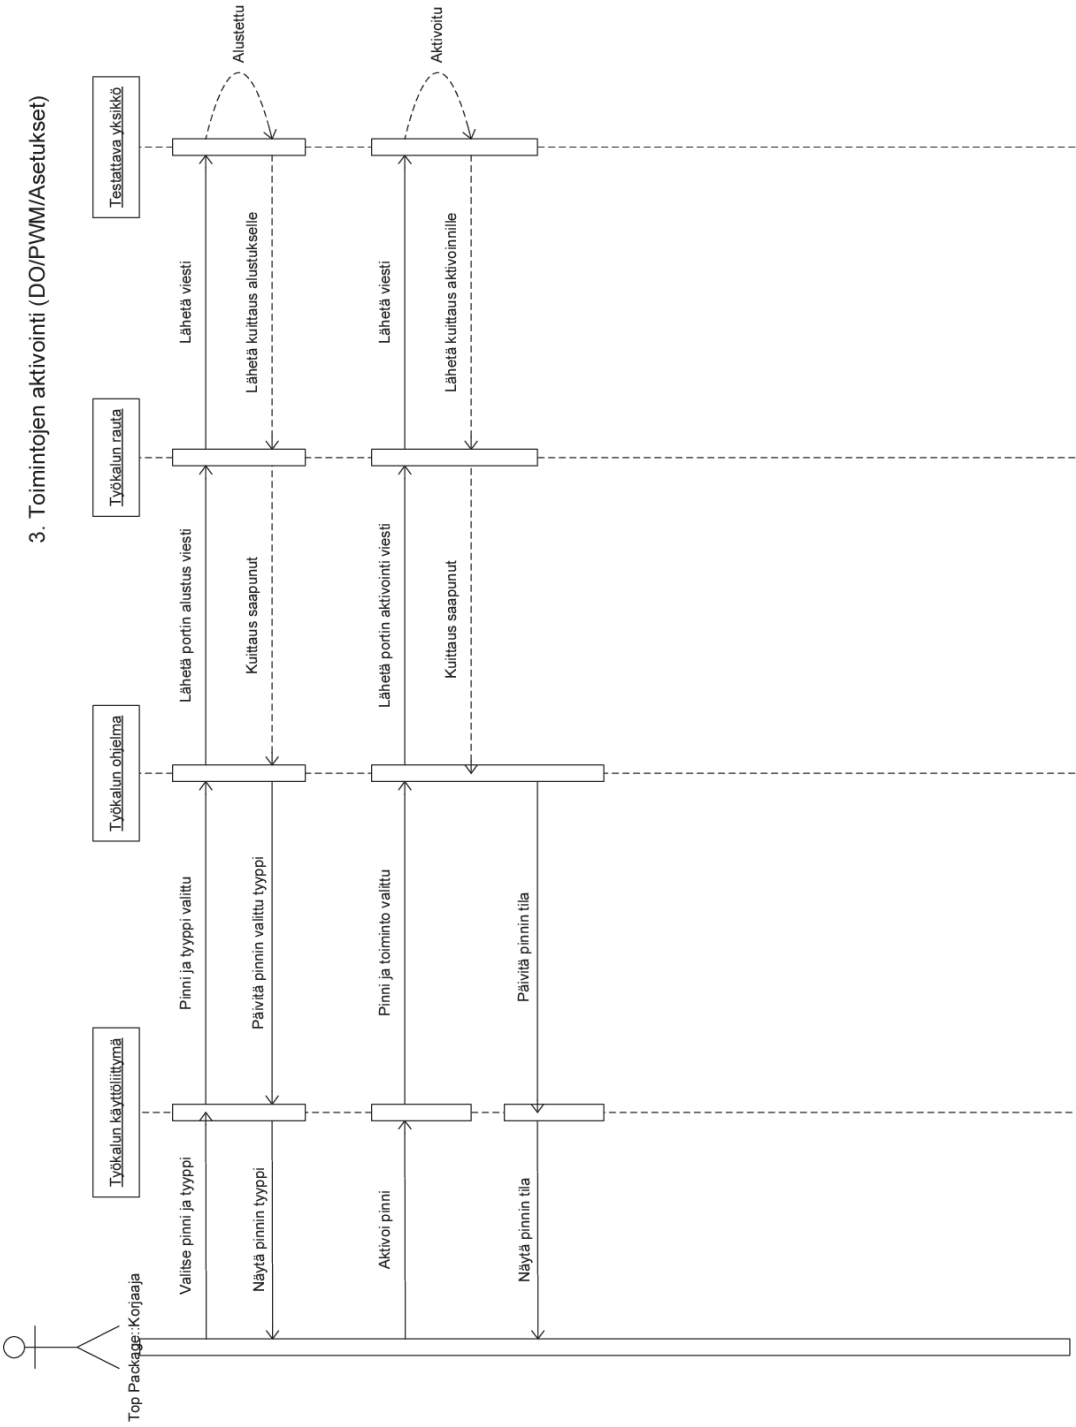 3. Toimintojen aktivointi (DO/PWM/Asetukset)
Top Package::Korjaaja
Työkalun käyttöliittymä
Työkalun ohjelma
Työkalun rauta
Testattava yksikkö
Valitse pinni ja tyyppi
Pinni ja tyyppi valittu
Lähetä portin alustus viesti
Lähetä viesti
Alustettu
Näytä pinnin tyyppi
Päivitä pinnin valittu tyyppi
Kuittaus saapunut
Lähetä kuittaus alustukselle
Aktivoi pinni
Pinni ja toiminto valittu
Lähetä portin aktivointi viesti
Lähetä viesti
Aktivoitu
Kuittaus saapunut
Lähetä kuittaus aktivoinnille
Näytä pinnin tila
Päivitä pinnin tila